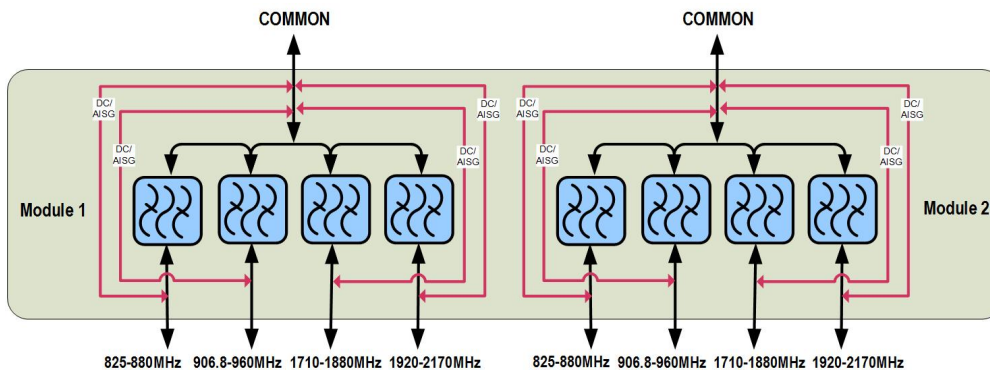 COMMON COMMON
DC/ DC/ DC/ DC/
AISG AISG AISG AISG
DC/ DC/ DC/ DC/
AISG AISG AISG AISG
Module 1 Module 2
825-880MHz 906.8-960MHz 1710-1880MHz 1920-2170MHz 825-880MHz 906.8-960MHz 1710-1880MHz 1920-2170MHz